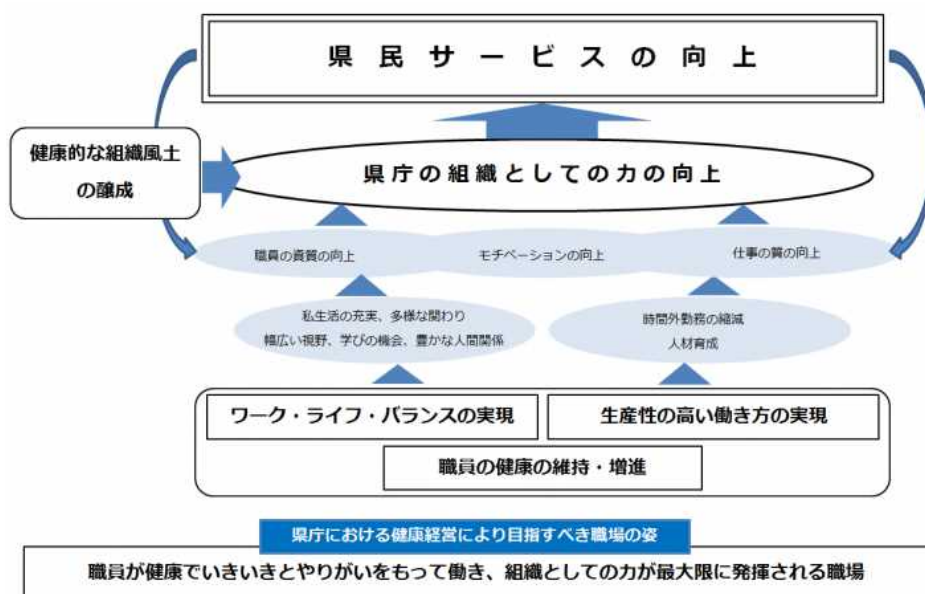 県民サービスの向上
健康的な組織風土
の醸成
県庁の組織としての力の向上
職員の資質の向上
モチベーションの向上
仕事の質の向上
私生活の充実、多様な関わり
幅広い視野、学びの機会、豊かな人間関係
時間外勤務の縮減
人材育成
ワーク・ライフ・バランスの実現
生産性の高い働き方の実現
職員の健康の維持・増進
県庁における健康経営により目指すべき職場の姿
職員が健康でいきいきとやりがいをもって働き、組織としての力が最大限に発揮される職場